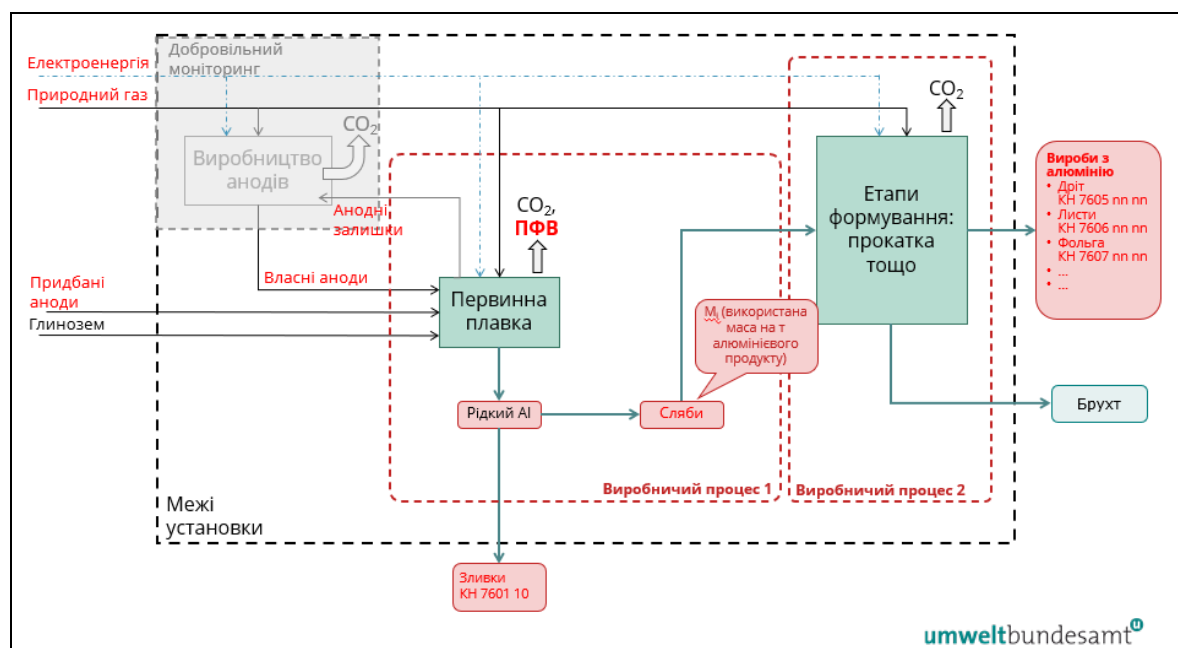 Добровільний
моніторинг
Електроенергія
Природний газ
CO₂
Виробництво
анодів
Анодні
залишки
CO₂,
ПФВ
CO₂
Етапи
формування:
прокатка
тощо
Вироби з
алюмінію
• Дріт
КН 7605 nn nn
• Листи
КН 7606 nn nn
• Фольга
КН 7607 nn nn
• ...
• ...
Власні аноди
Придбані
аноди
Глинозем
Первинна
плавка
Mᵢ (використана
маса на т
алюмінієвого
продукту)
Рідкий Al
Сляби
Брухт
Виробничий процес 1
Виробничий процес 2
Межі
установки
Зливки
КН 7601 10
umweltbundesamtᵘ